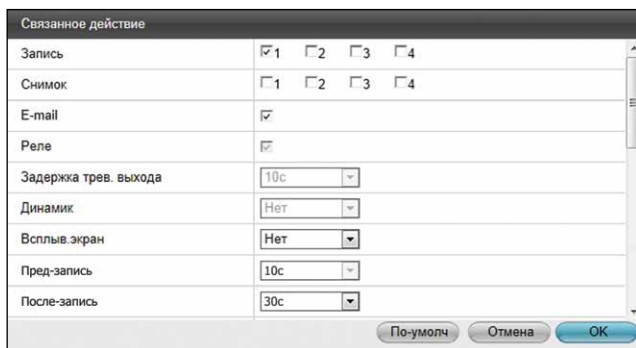 Связанное действие
Запись 1 2 3 4
Снимок 1 2 3 4
E-mail
Реле
Задержка трев. выхода 10с
Динамик Нет
Всплыв.экран Нет
Пред-запись 10с
После-запись 30с
По-умолч Отмена OK